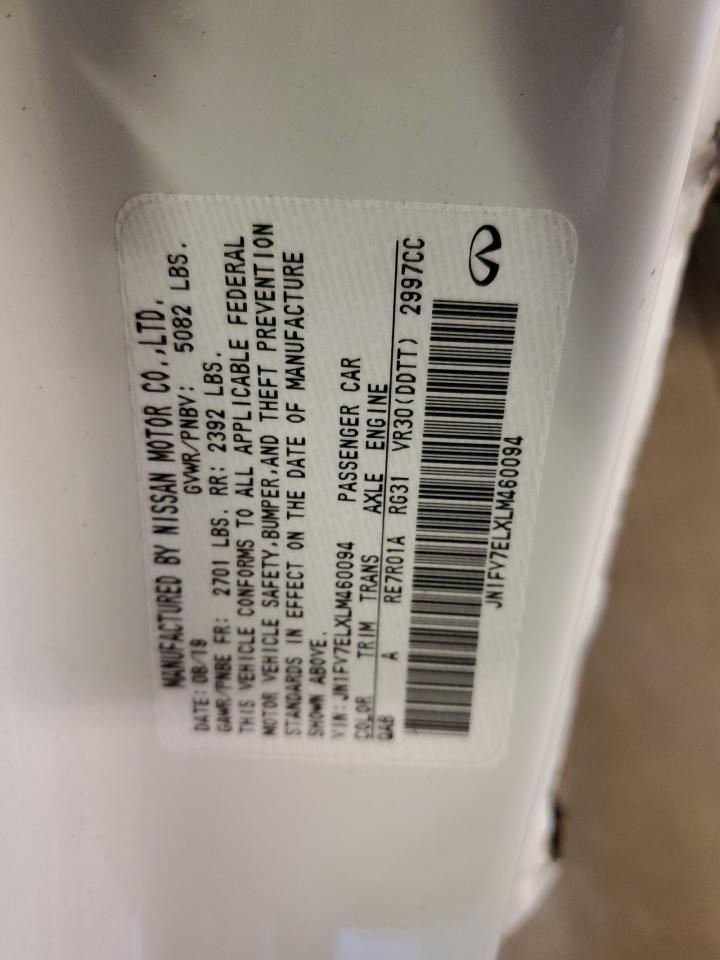 MANUFACTURED BY NISSAN MOTOR CO.,LTD.
DATE: 08/19 GVWR/PNBV: 5082 LBS.
GAWR/PNBE FR: 2701 LBS. RR: 2392 LBS.
THIS VEHICLE CONFORMS TO ALL APPLICABLE FEDERAL
MOTOR VEHICLE SAFETY,BUMPER,AND THEFT PREVENTION
STANDARDS IN EFFECT ON THE DATE OF MANUFACTURE
SHOWN ABOVE.
VIN: JN1FV7ELXLM460094 PASSENGER CAR
COLOR TRIM TRANS AXLE ENGINE
QAB A RE7R01A RG31 VR30(DDTT) 2997CC
JN1FV7ELXLM460094